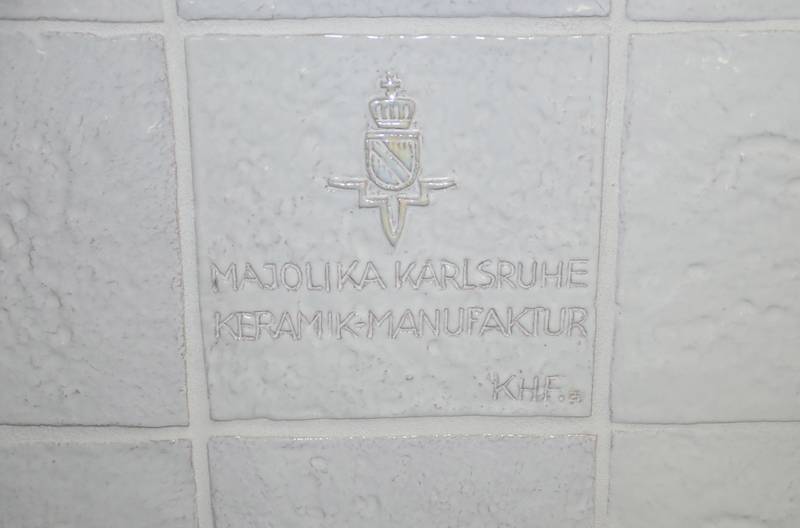 MAJOLIKA KARLSRUHE
KERAMIK-MANUFAKTUR
KHF.